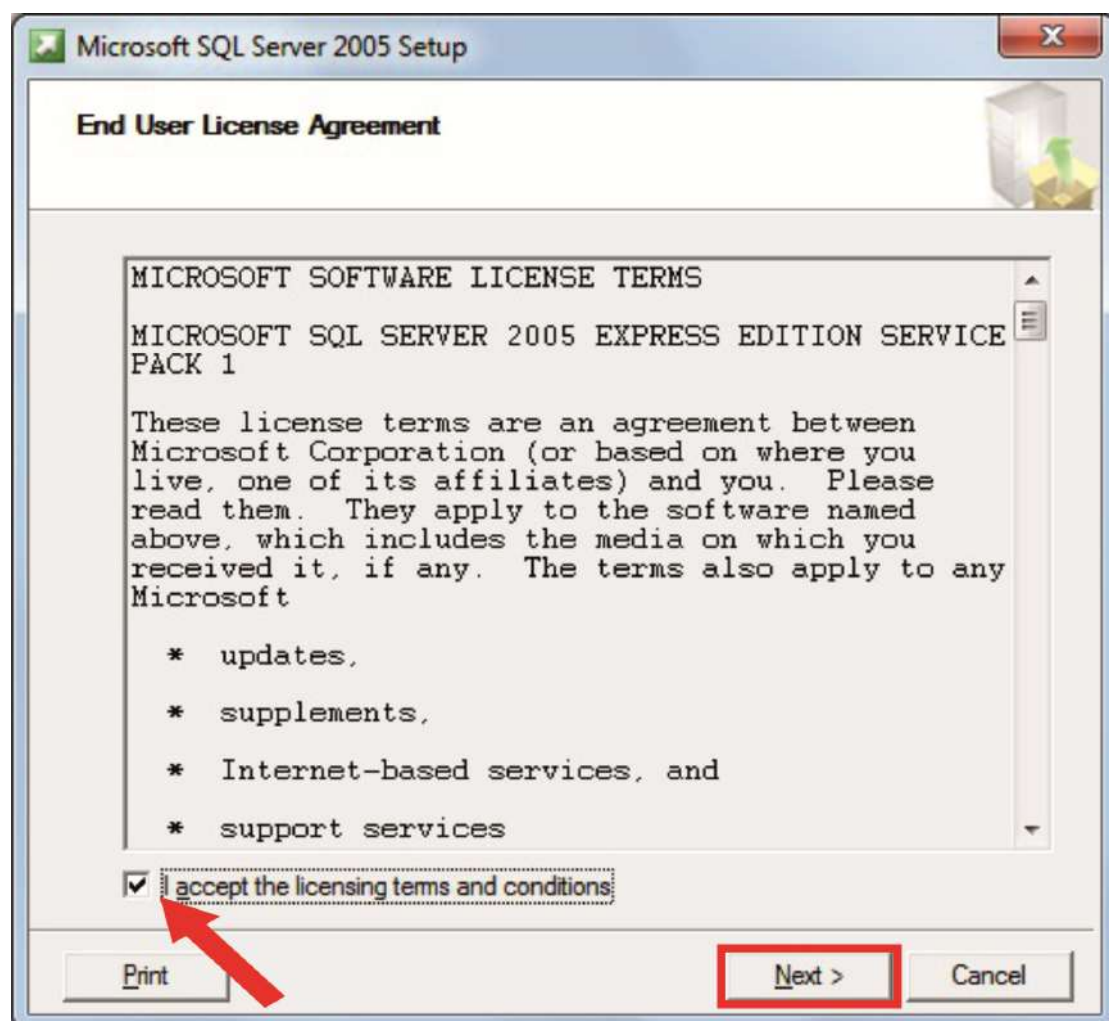 Microsoft SQL Server 2005 Setup
End User License Agreement
MICROSOFT SOFTWARE LICENSE TERMS
MICROSOFT SQL SERVER 2005 EXPRESS EDITION SERVICE
PACK 1
These license terms are an agreement between
Microsoft Corporation (or based on where you
live, one of its affiliates) and you.  Please
read them.  They apply to the software named
above, which includes the media on which you
received it, if any.  The terms also apply to any
Microsoft
* updates,
* supplements,
* Internet-based services, and
* support services
I accept the licensing terms and conditions
Print
Next >
Cancel